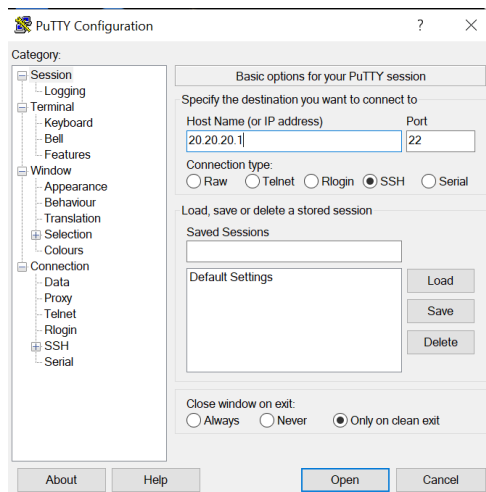 PuTTY Configuration
?
Category:
Session
Logging
Terminal
Keyboard
Bell
Features
Window
Appearance
Behaviour
Translation
Selection
Colours
Connection
Data
Proxy
Telnet
Rlogin
SSH
Serial
Basic options for your PuTTY session
Specify the destination you want to connect to
Host Name (or IP address) Port
20.20.20.1 22
Connection type:
Raw Telnet Rlogin SSH Serial
Load, save or delete a stored session
Saved Sessions
Default Settings
Load
Save
Delete
Close window on exit:
Always Never Only on clean exit
About Help Open Cancel